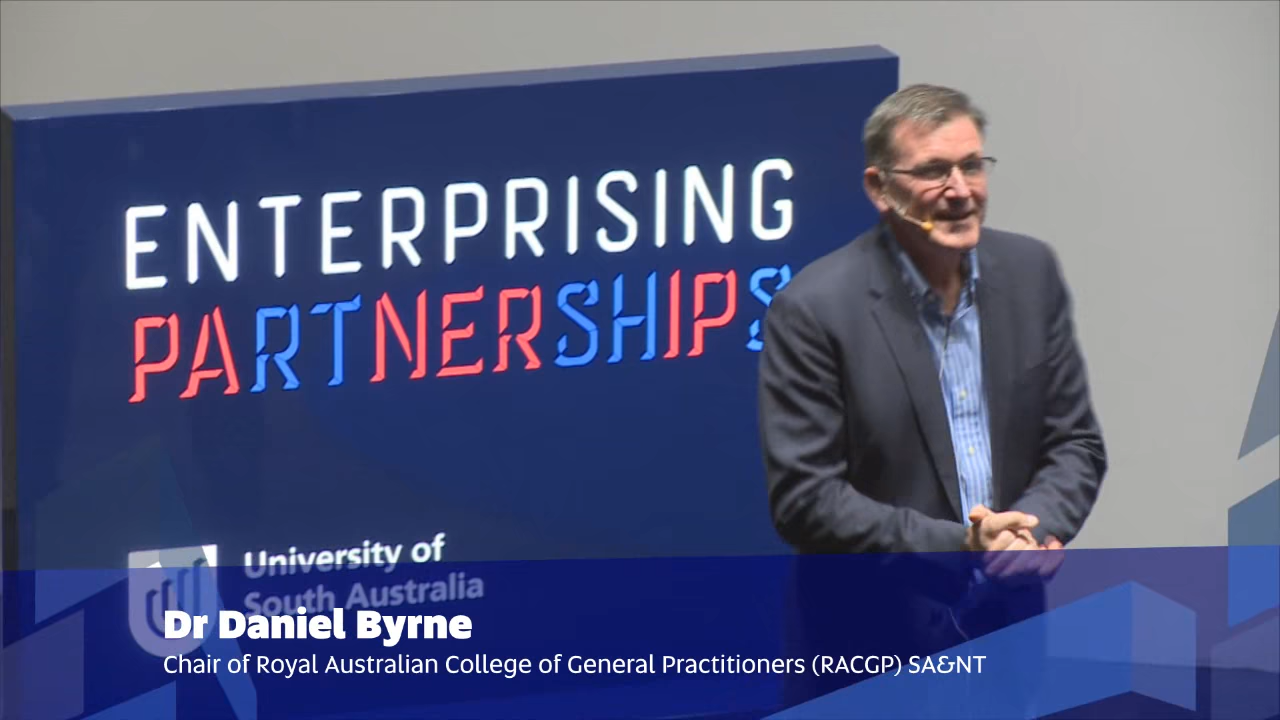 ENTERPRISING
PARTNERSHIPS
University of
South Australia
Dr Daniel Byrne
Chair of Royal Australian College of General Practitioners (RACGP) SA&NT